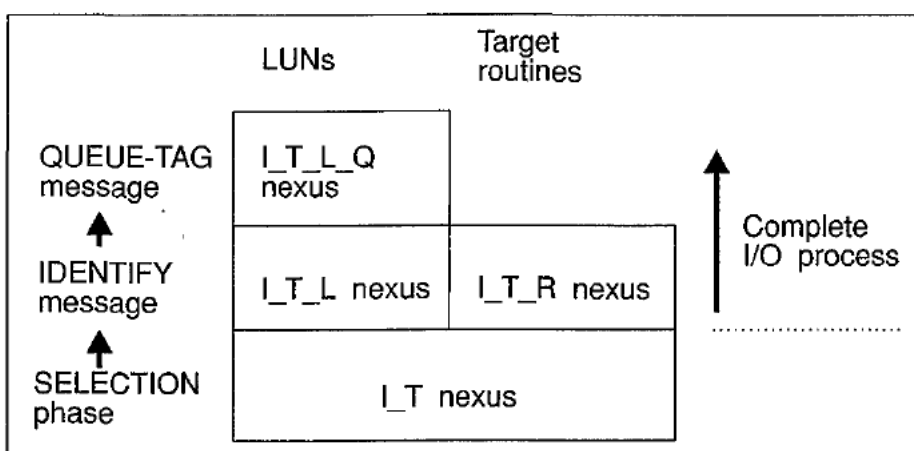 LUNs
Target
routines
QUEUE-TAG
message
I_T_L_Q
nexus
Complete
I/O process
IDENTIFY
message
I_T_L nexus
I_T_R nexus
SELECTION
phase
I_T nexus